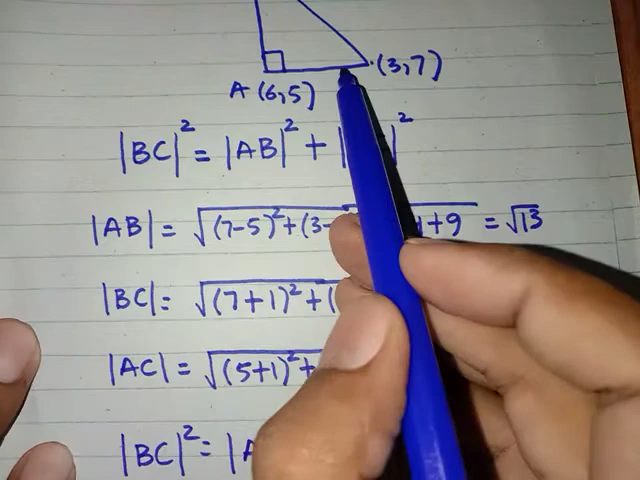 ·(3,7)
A (6,5)
|BC|² = |AB|² + | |²
|AB| = √(7-5)²+(3- +9 = √13
|BC| = √(7+1)²+(
|AC| = √(5+1)²+
|BC|² = |A